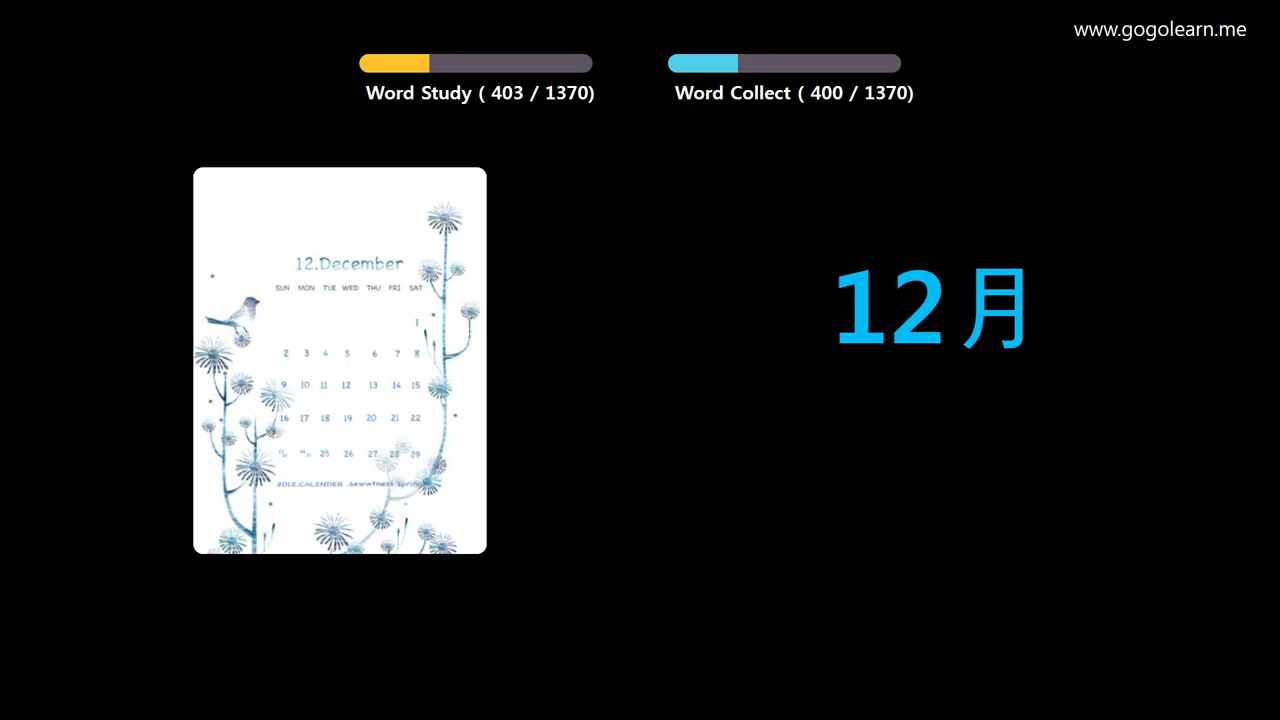 www.gogolearn.me
Word Study ( 403 / 1370)
Word Collect ( 400 / 1370)
12.December
SUN MON TUE WED THU FRI SAT
1
2 3 4 5 6 7 8
9 10 11 12 13 14 15
16 17 18 19 20 21 22
25 26 27 28 29
2012.CALENDER .sewwtness spring
12月